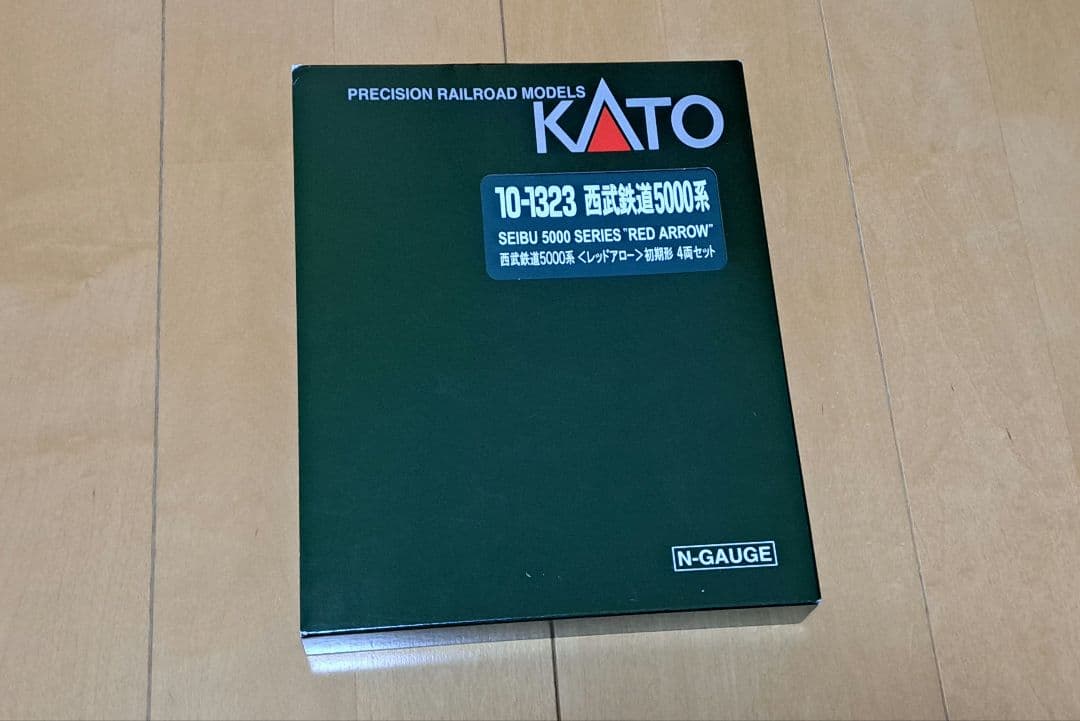 PRECISION RAILROAD MODELS
KATO
10-1323 西武鉄道5000系
SEIBU 5000 SERIES "RED ARROW"
西武鉄道5000系<レッドアロー>初期形 4両セット
N-GAUGE